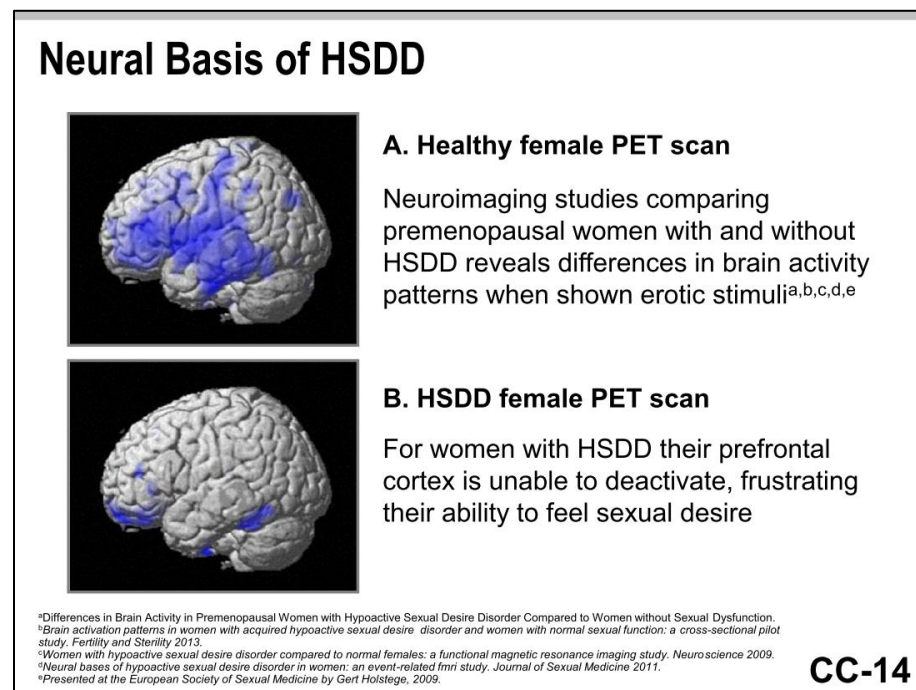 Neural Basis of HSDD
A. Healthy female PET scan
Neuroimaging studies comparing
premenopausal women with and without
HSDD reveals differences in brain activity
patterns when shown erotic stimuliᵃ,ᵇ,ᶜ,ᵈ,ᵉ
B. HSDD female PET scan
For women with HSDD their prefrontal
cortex is unable to deactivate, frustrating
their ability to feel sexual desire
ᵃDifferences in Brain Activity in Premenopausal Women with Hypoactive Sexual Desire Disorder Compared to Women without Sexual Dysfunction.
ᵇBrain activation patterns in women with acquired hypoactive sexual desire disorder and women with normal sexual function: a cross-sectional pilot
study. Fertility and Sterility 2013.
ᶜWomen with hypoactive sexual desire disorder compared to normal females: a functional magnetic resonance imaging study. Neuroscience 2009.
ᵈNeural bases of hypoactive sexual desire disorder in women: an event-related fmri study. Journal of Sexual Medicine 2011.
ᵉPresented at the European Society of Sexual Medicine by Gert Holstege, 2009.
CC-14